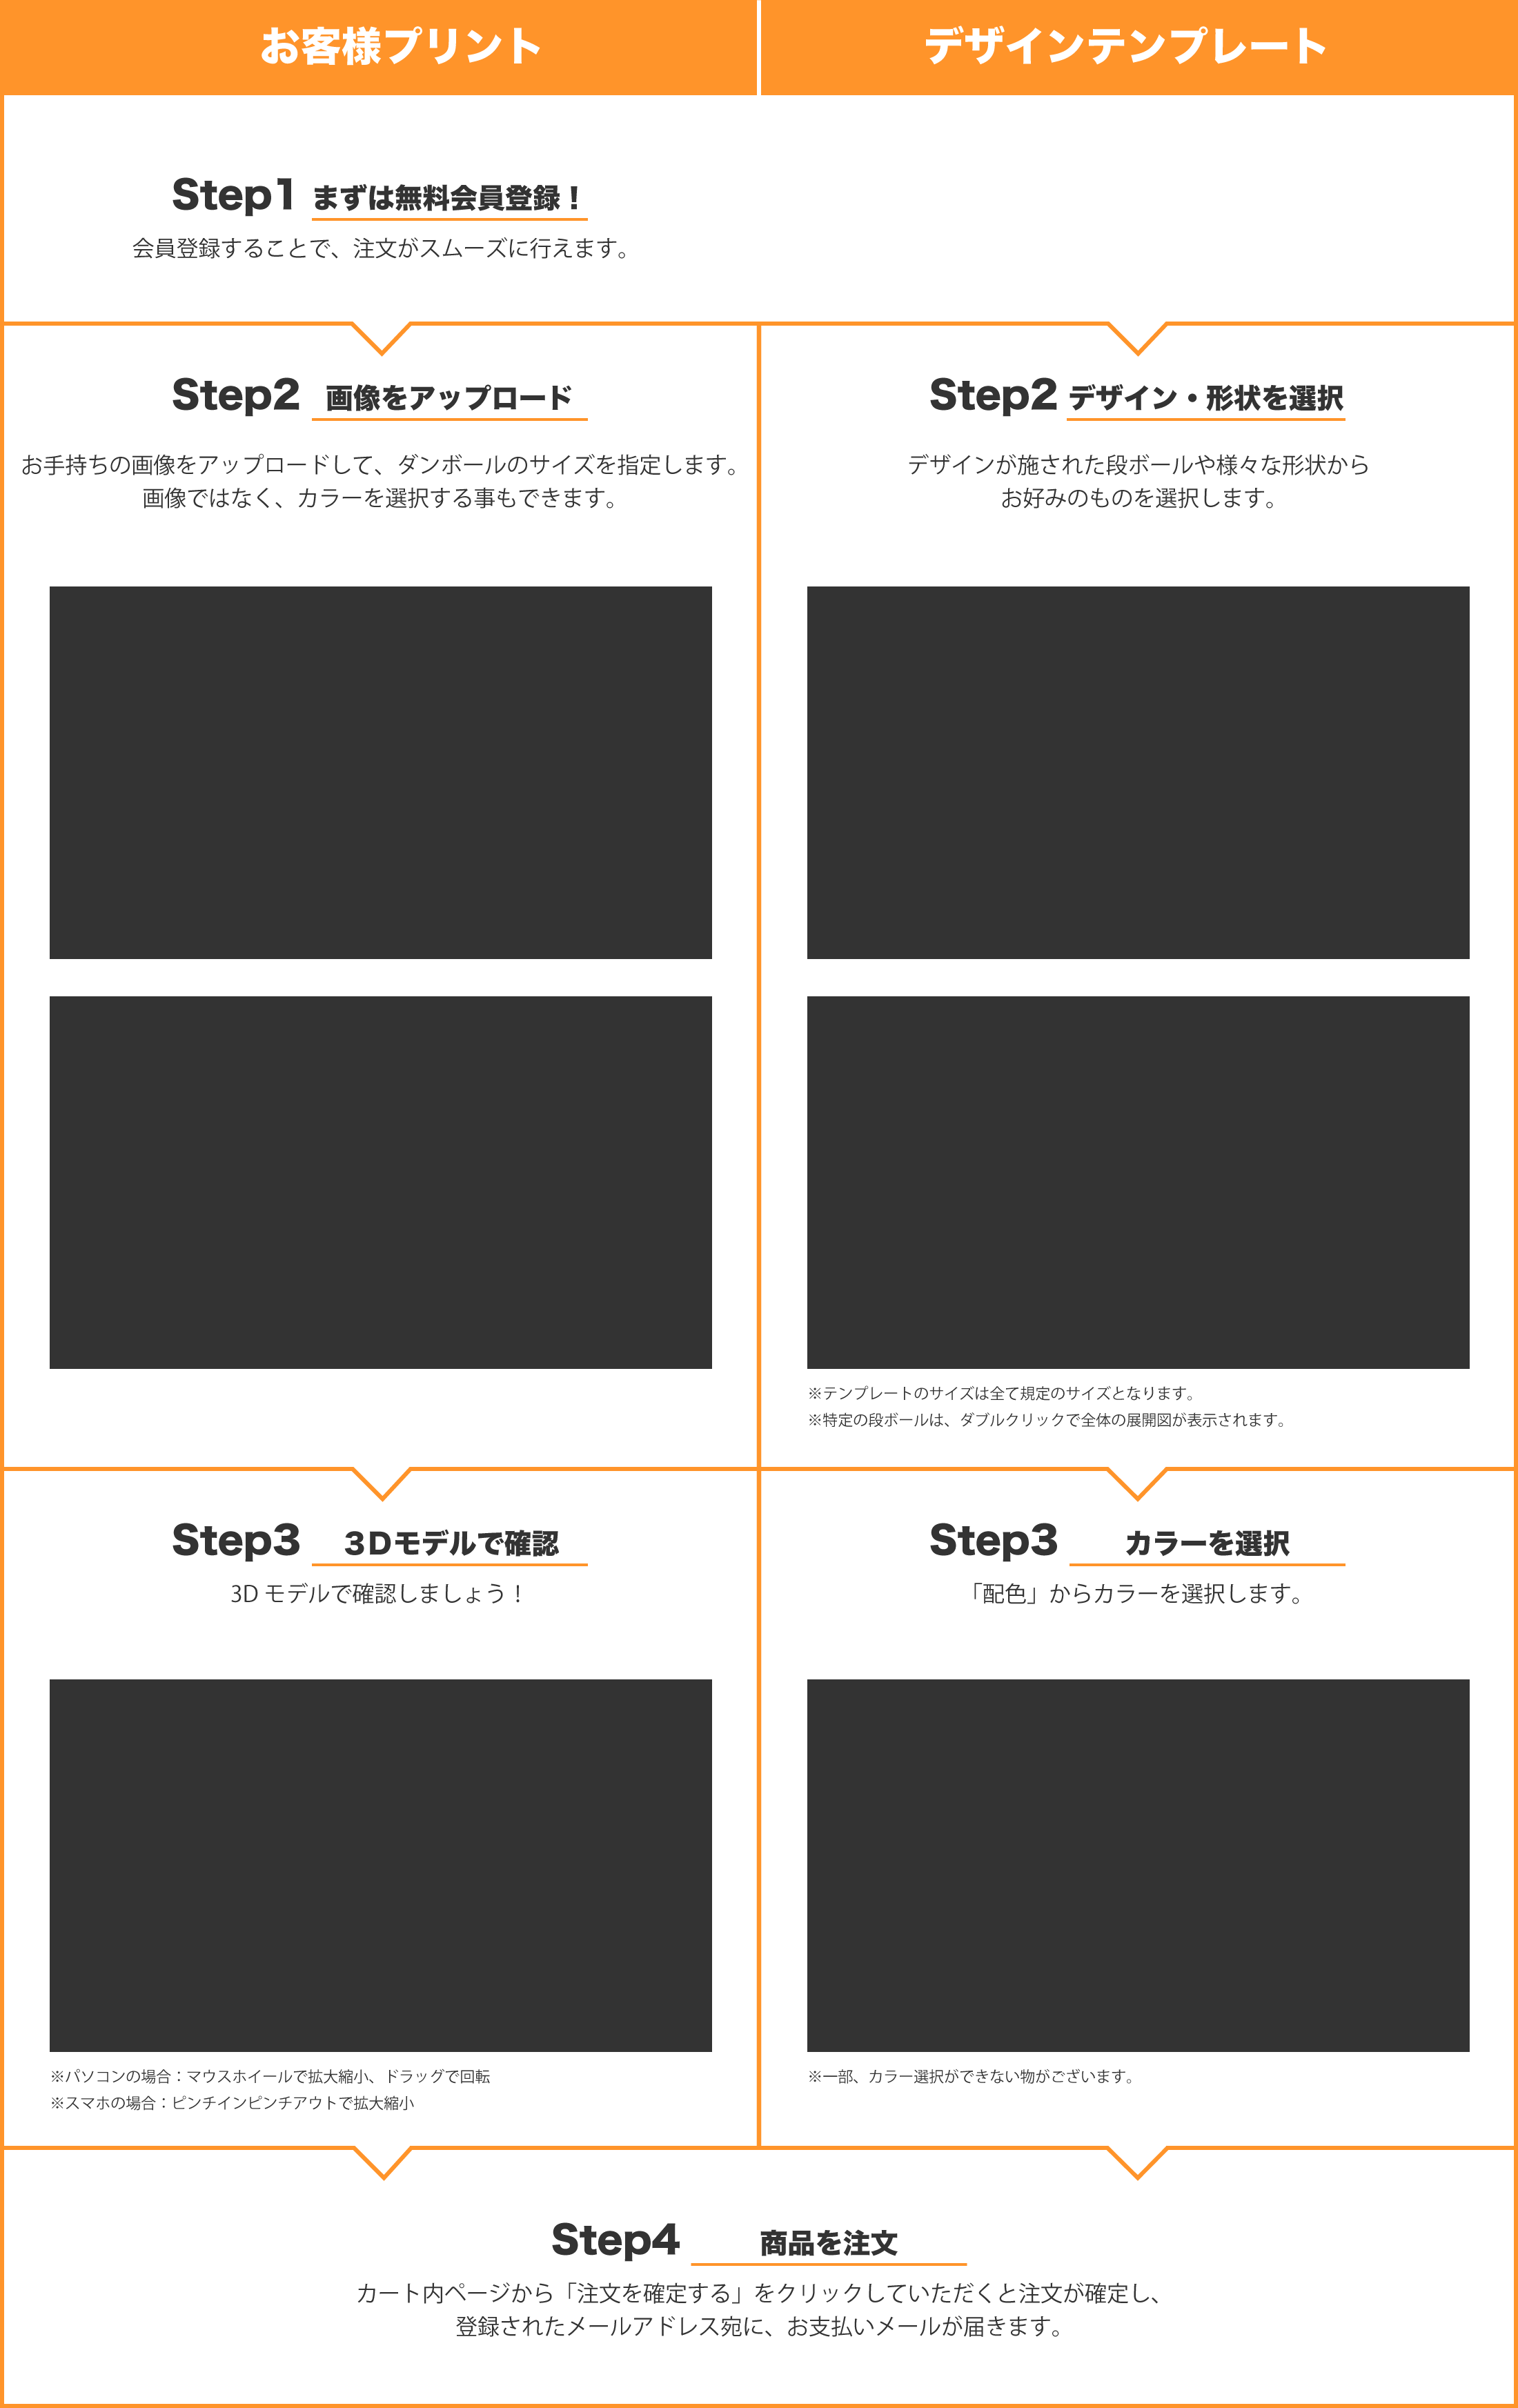 お客様プリント
デザインテンプレート
Step1 まずは無料会員登録！
会員登録することで、注文がスムーズに行えます。
Step2 画像をアップロード
お手持ちの画像をアップロードして、ダンボールのサイズを指定します。
画像ではなく、カラーを選択する事もできます。
Step2 デザイン・形状を選択
デザインが施された段ボールや様々な形状から
お好みのものを選択します。
※テンプレートのサイズは全て規定のサイズとなります。
※特定の段ボールは、ダブルクリックで全体の展開図が表示されます。
Step3 ３Ｄモデルで確認
3D モデルで確認しましょう！
※パソコンの場合：マウスホイールで拡大縮小、ドラッグで回転
※スマホの場合：ピンチインピンチアウトで拡大縮小
Step3 カラーを選択
「配色」からカラーを選択します。
※一部、カラー選択ができない物がございます。
Step4 商品を注文
カート内ページから「注文を確定する」をクリックしていただくと注文が確定し、
登録されたメールアドレス宛に、お支払いメールが届きます。